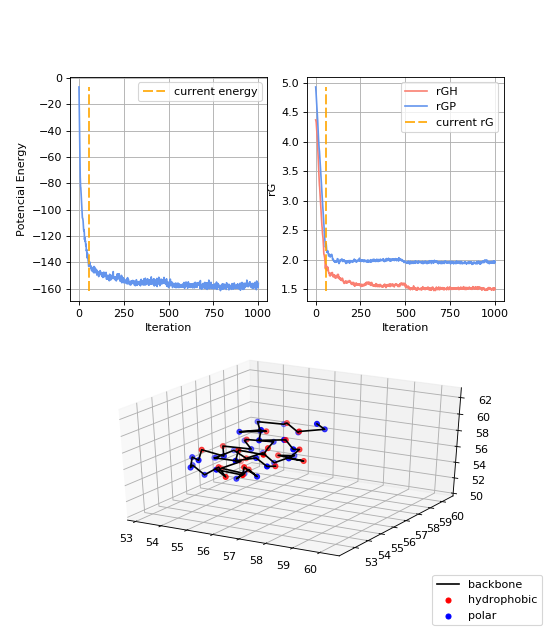 0
−20
−40
−60
−80
−100
−120
−140
−160
0 250 500 750 1000
Potencial Energy
Iteration
current energy
5.0
4.5
4.0
3.5
3.0
2.5
2.0
1.5
0 250 500 750 1000
rG
Iteration
rGH
rGP
current rG
62
60
58
56
54
52
50
53 54 55 56 57 58 59 60
53 54 55 56 57 58 59 60
backbone
hydrophobic
polar